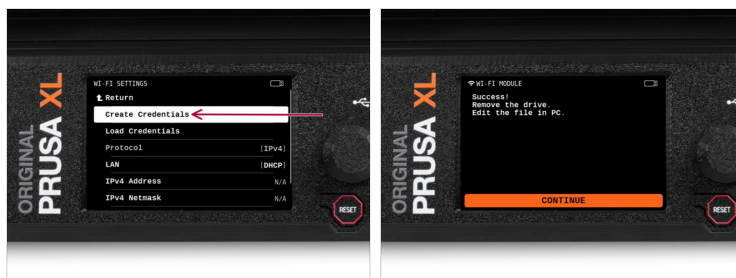 ORIGINAL
PRUSA XL
WI-FI SETTINGS
Return
Create Credentials
Load Credentials
Protocol [IPv4]
LAN [DHCP]
IPv4 Address N/A
IPv4 Netmask N/A
RESET
ORIGINAL
PRUSA XL
WI-FI MODULE
Success!
Remove the drive.
Edit the file in PC.
CONTINUE
RESET